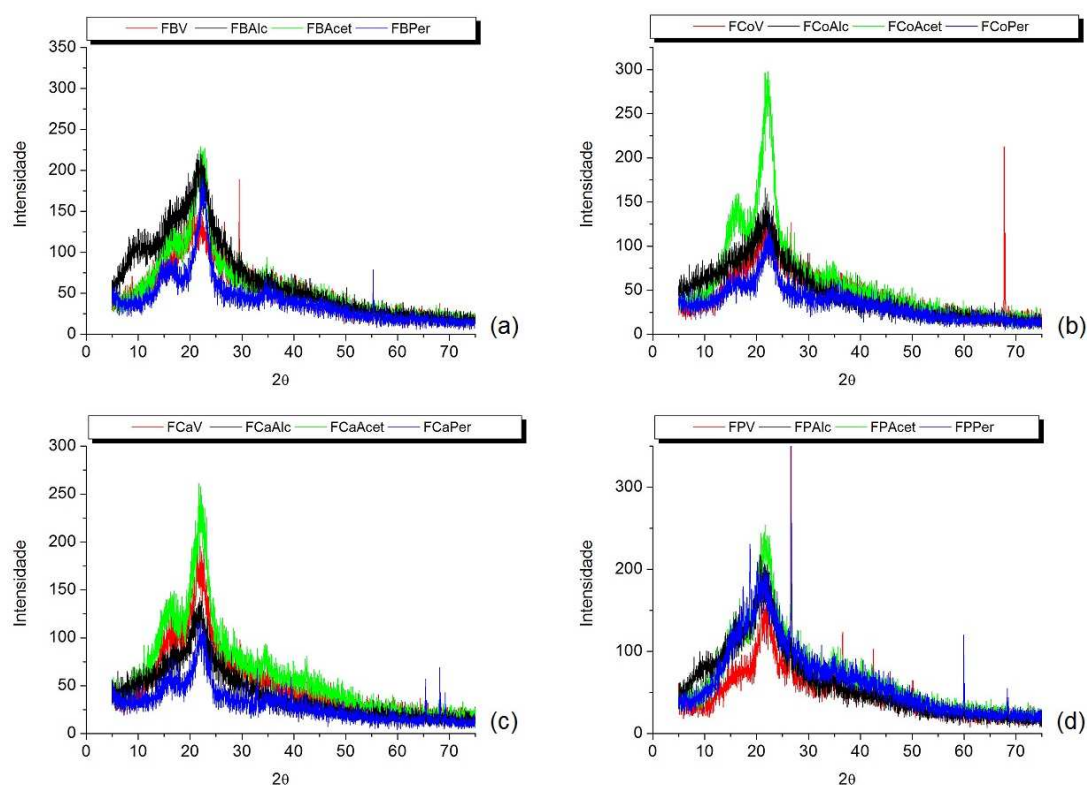 FBV FBAlc FBAcet FBPer
350
300
250
200
150
100
50
0
Intensidade
0 10 20 30 40 50 60 70
2θ
(a)
FCoV FCoAlc FCoAcet FCoPer
300
250
200
150
100
50
0
Intensidade
0 10 20 30 40 50 60 70
2θ
(b)
FCaV FCaAlc FCaAcet FCaPer
300
250
200
150
100
50
0
Intensidade
0 10 20 30 40 50 60 70
2θ
(c)
FPV FPAlc FPAcet FPPer
300
200
100
0
Intensidade
0 10 20 30 40 50 60 70
2θ
(d)